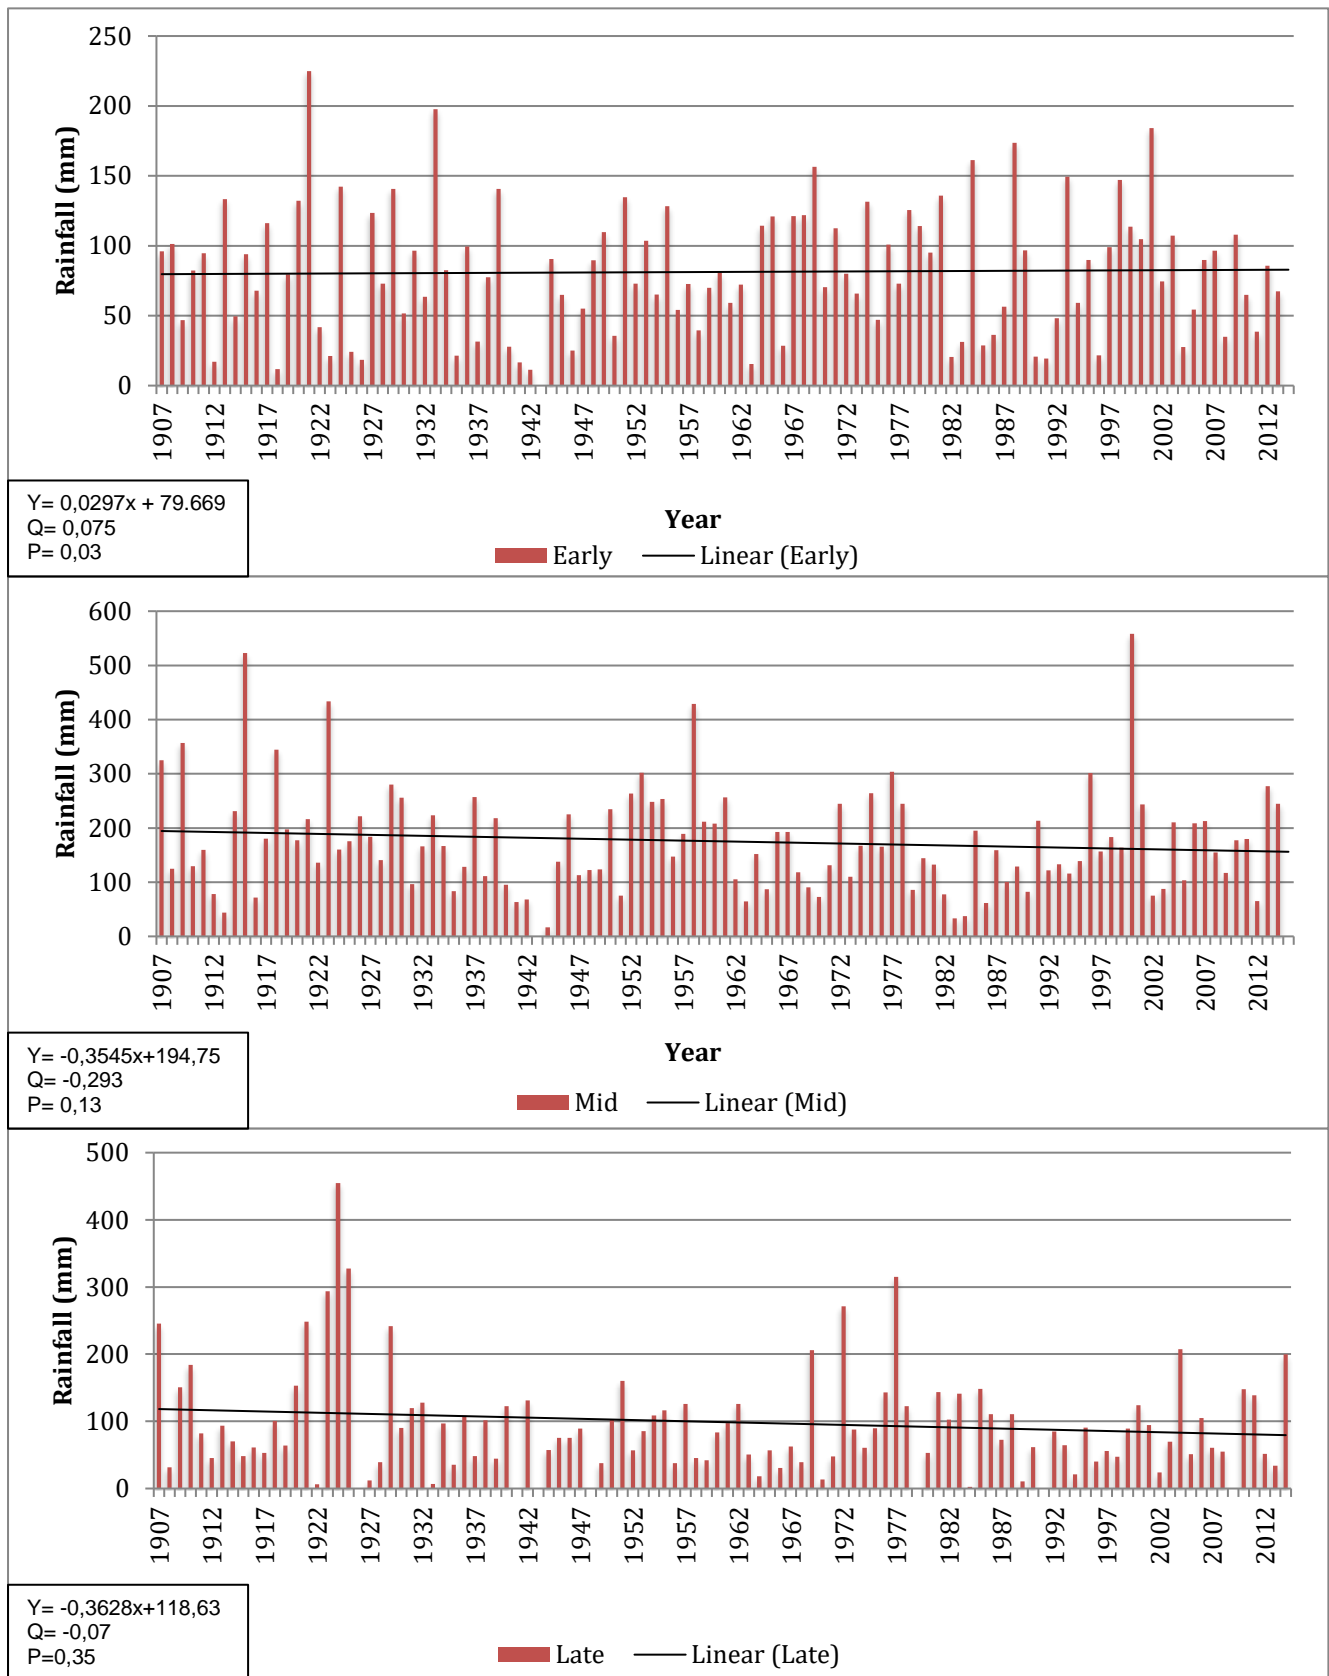 250
200
150
100
50
0
Rainfall (mm)
1907 1912 1917 1922 1927 1932 1937 1942 1947 1952 1957 1962 1967 1972 1977 1982 1987 1992 1997 2002 2007 2012
Y= 0,0297x + 79.669
Q= 0,075
P= 0,03
Year
Early Linear (Early)
600
500
400
300
200
100
0
Rainfall (mm)
1907 1912 1917 1922 1927 1932 1937 1942 1947 1952 1957 1962 1967 1972 1977 1982 1987 1992 1997 2002 2007 2012
Y= -0,3545x+194,75
Q= -0,293
P= 0,13
Year
Mid Linear (Mid)
500
400
300
200
100
0
Rainfall (mm)
1907 1912 1917 1922 1927 1932 1937 1942 1947 1952 1957 1962 1967 1972 1977 1982 1987 1992 1997 2002 2007 2012
Y= -0,3628x+118,63
Q= -0,07
P=0,35
Late Linear (Late)